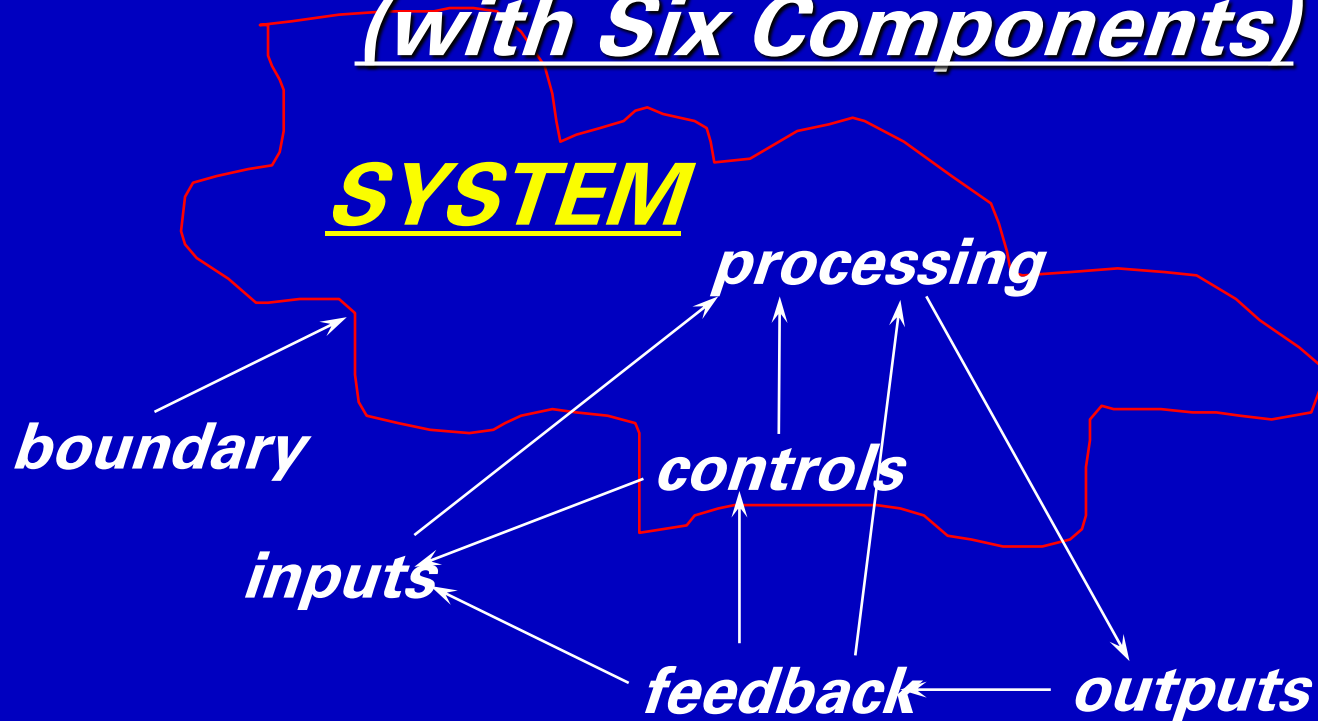 (with Six Components)
SYSTEM
processing
boundary
controls
inputs
feedback
outputs